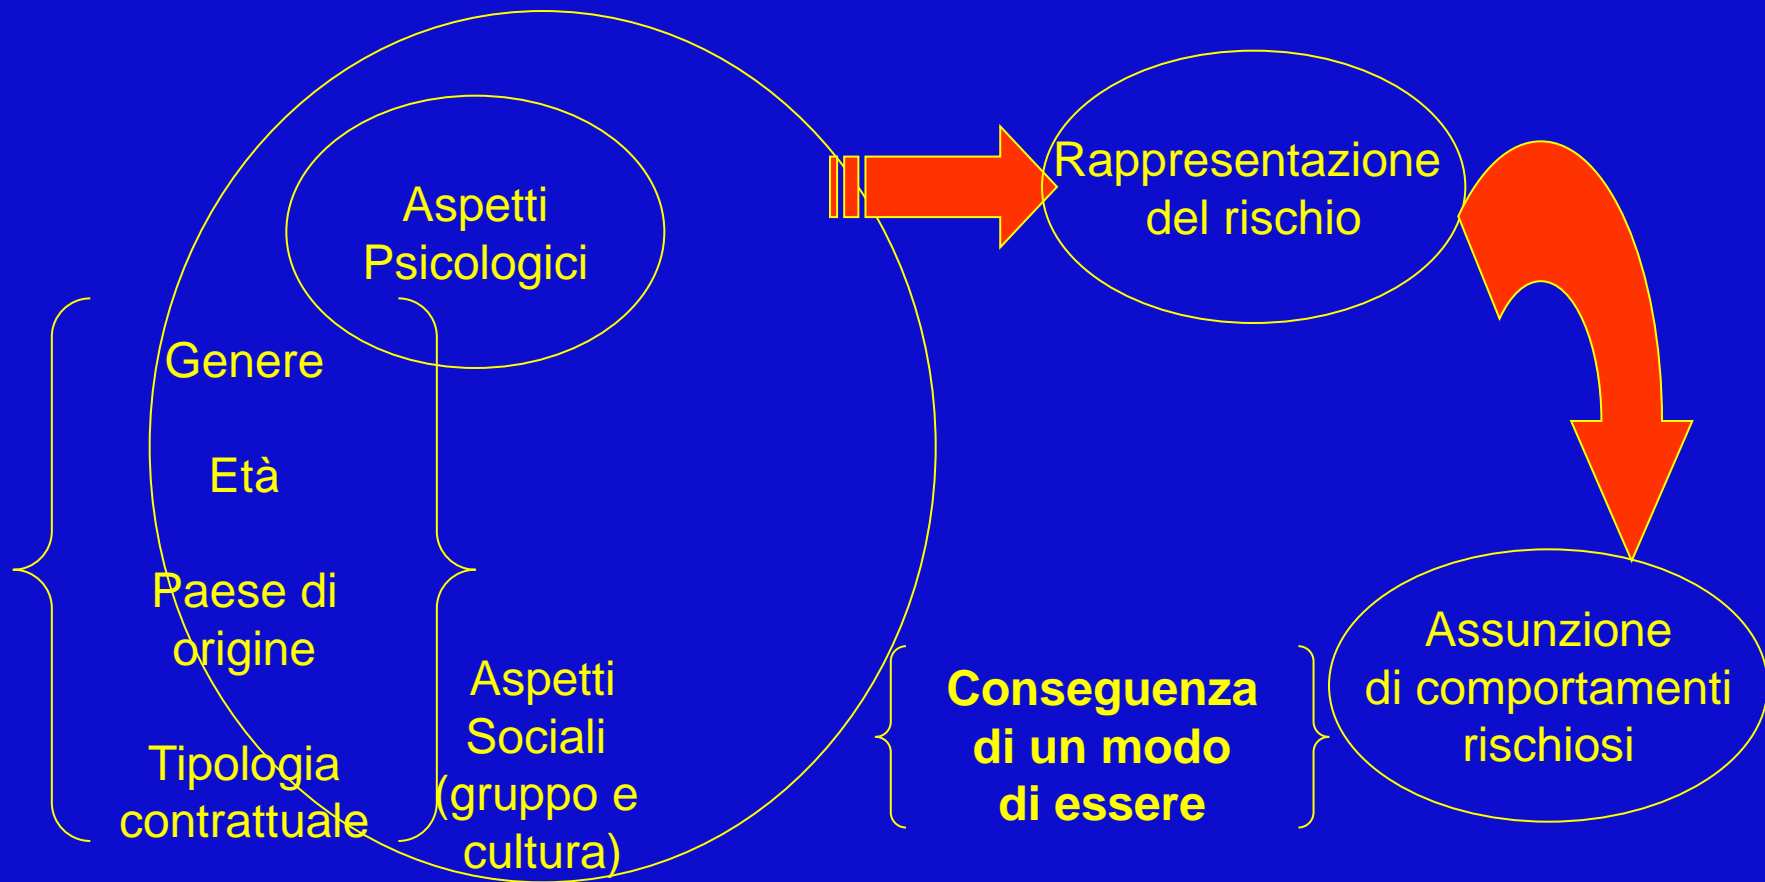 Aspetti
Psicologici
Genere
Età
Paese di
origine
Tipologia
contrattuale
Aspetti
Sociali
(gruppo e
cultura)
Rappresentazione
del rischio
Assunzione
di comportamenti
rischiosi
Conseguenza
di un modo
di essere